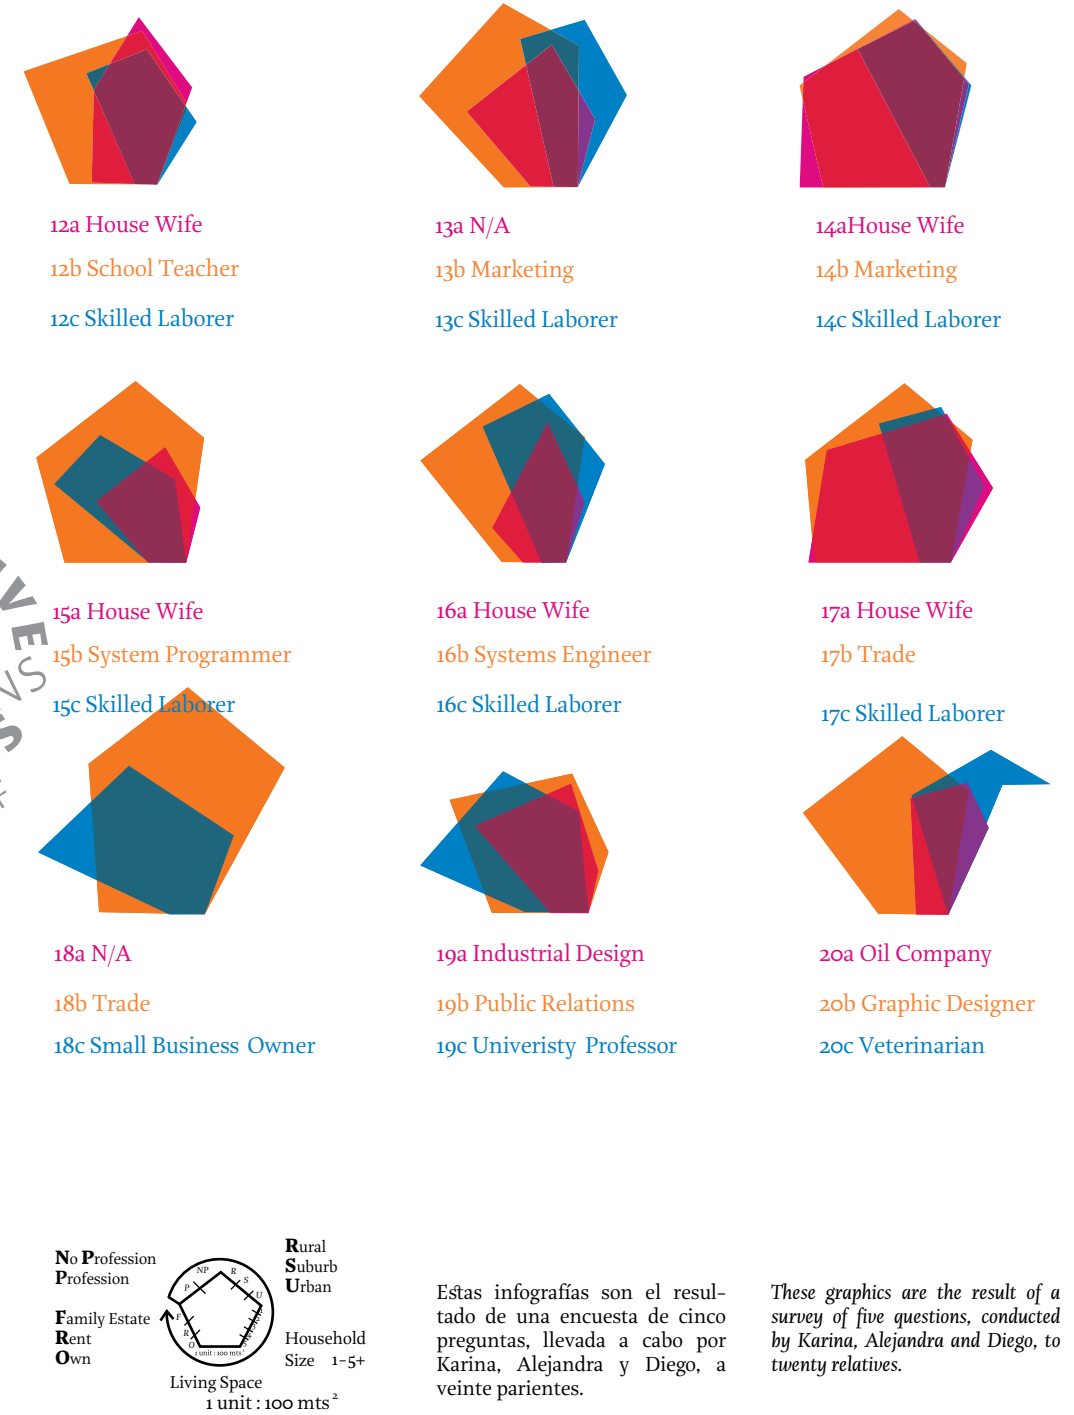 12a House Wife
12b School Teacher
12c Skilled Laborer
13a N/A
13b Marketing
13c Skilled Laborer
14aHouse Wife
14b Marketing
14c Skilled Laborer
15a House Wife
15b System Programmer
15c Skilled Laborer
16a House Wife
16b Systems Engineer
16c Skilled Laborer
17a House Wife
17b Trade
17c Skilled Laborer
VE
VS
S
*
18a N/A
18b Trade
18c Small Business Owner
19a Industrial Design
19b Public Relations
19c Univeristy Professor
20a Oil Company
20b Graphic Designer
20c Veterinarian
No Profession
Profession
Family Estate
Rent
Own
NP
P
F
R
O
R
S
U
1 unit : 100 mts²
Rural
Suburb
Urban
Household
Size 1-5+
Living Space
1 unit : 100 mts²
Estas infografías son el resul-
tado de una encuesta de cinco
preguntas, llevada a cabo por
Karina, Alejandra y Diego, a
veinte parientes.
These graphics are the result of a
survey of five questions, conducted
by Karina, Alejandra and Diego, to
twenty relatives.